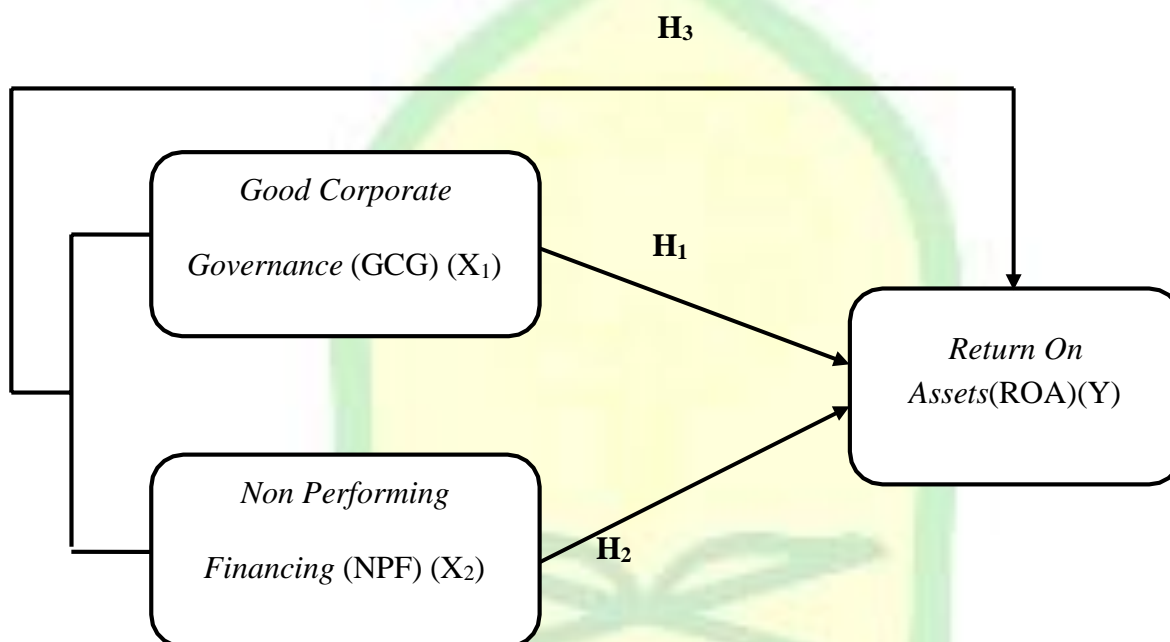 H₃
Good Corporate
Governance (GCG) (X₁)
H₁
Return On
Assets(ROA)(Y)
Non Performing
Financing (NPF) (X₂)
H₂